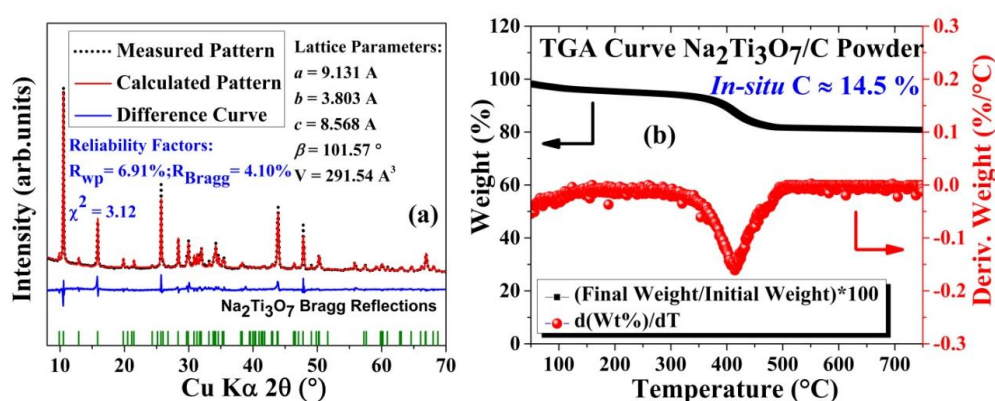 Measured Pattern
Calculated Pattern
Difference Curve
Lattice Parameters:
a = 9.131 A
b = 3.803 A
c = 8.568 A
β = 101.57 °
V = 291.54 A³
Reliability Factors:
R_wp= 6.91%;R_Bragg= 4.10%
χ² = 3.12
(a)
Na₂Ti₃O₇ Bragg Reflections
Intensity (arb.units)
10 20 30 40 50 60 70
Cu Kα 2θ (°)
TGA Curve Na₂Ti₃O₇/C Powder
In-situ C ≈ 14.5 %
(b)
(Final Weight/Initial Weight)*100
d(Wt%)/dT
Weight (%)
120
100
80
60
40
20
0
100 200 300 400 500 600 700
Temperature (°C)
0.3
0.2
0.1
0.0
-0.1
-0.2
-0.3
Deriv. Weight (%/°C)